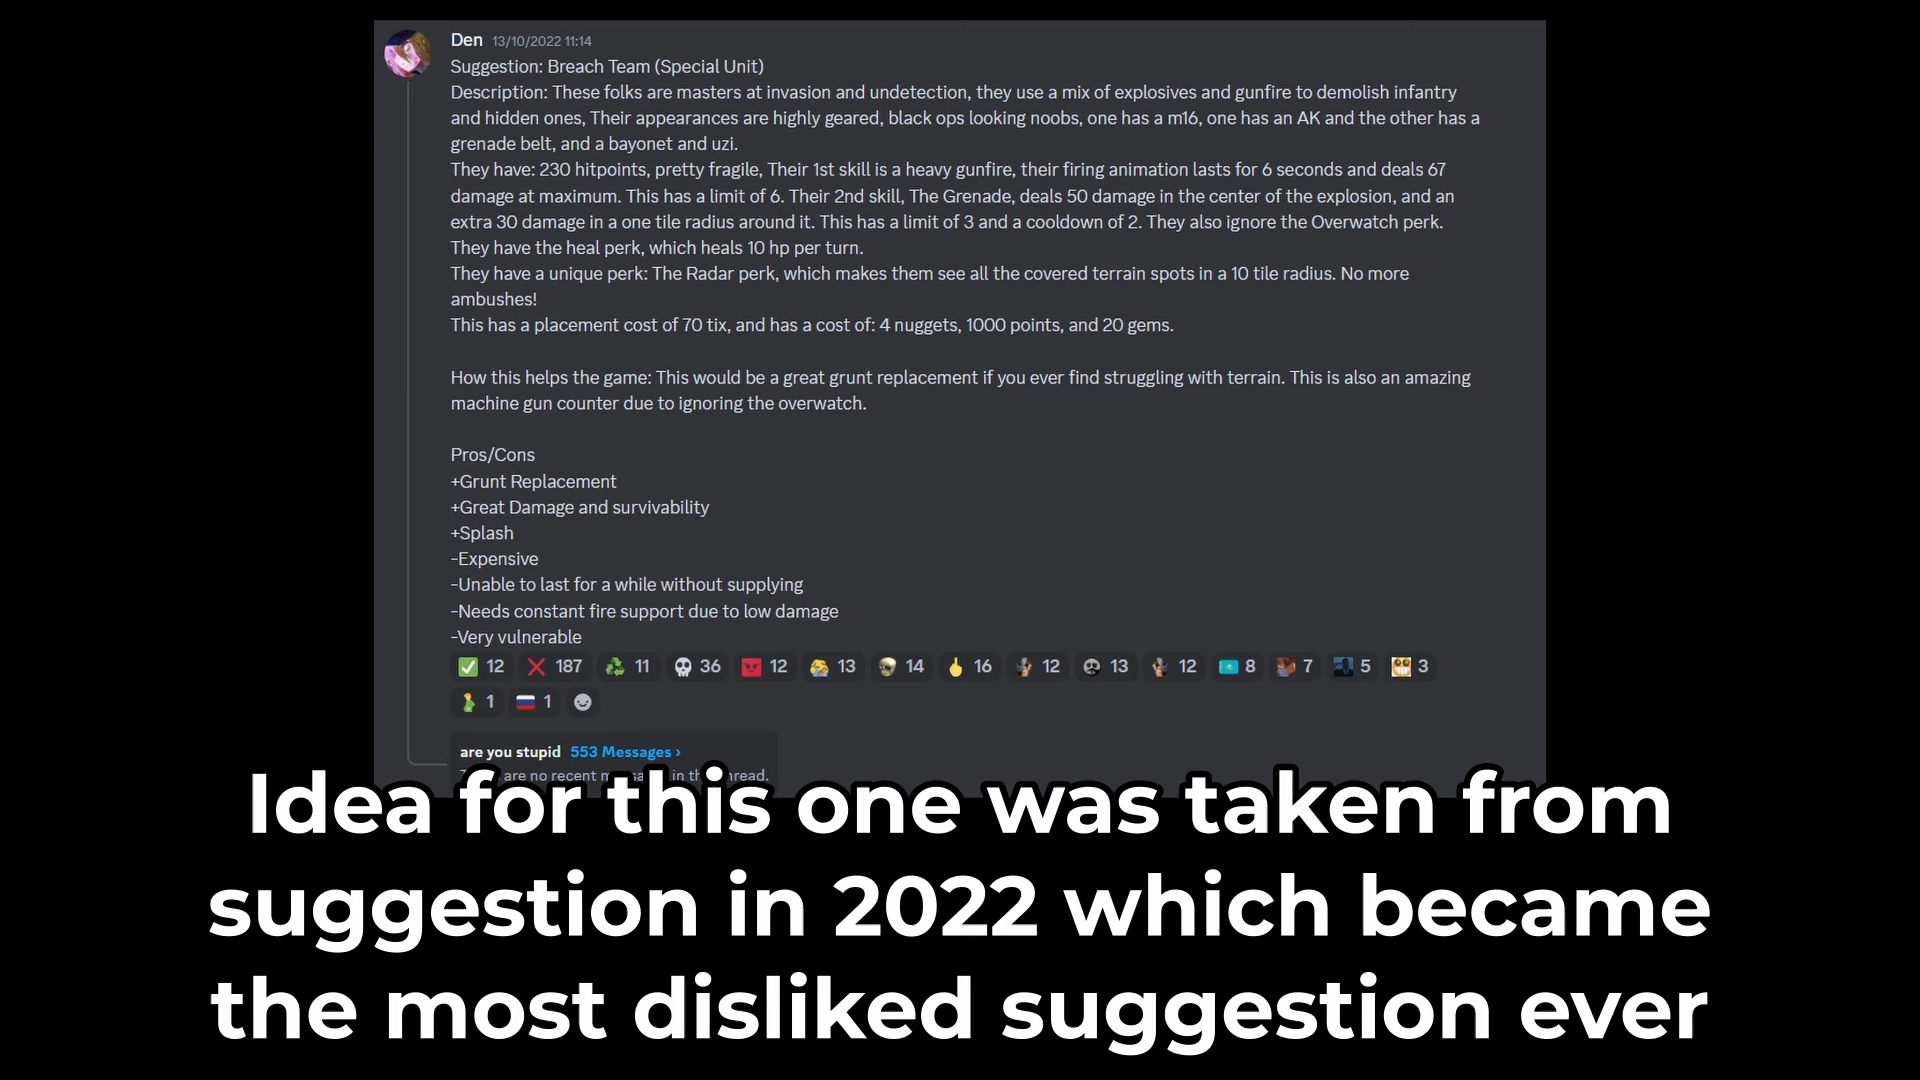 Den 13/10/2022 11:14
Suggestion: Breach Team (Special Unit)
Description: These folks are masters at invasion and undetection, they use a mix of explosives and gunfire to demolish infantry
and hidden ones, Their appearances are highly geared, black ops looking noobs, one has a m16, one has an AK and the other has a
grenade belt, and a bayonet and uzi.
They have: 230 hitpoints, pretty fragile, Their 1st skill is a heavy gunfire, their firing animation lasts for 6 seconds and deals 67
damage at maximum. This has a limit of 6. Their 2nd skill, The Grenade, deals 50 damage in the center of the explosion, and an
extra 30 damage in a one tile radius around it. This has a limit of 3 and a cooldown of 2. They also ignore the Overwatch perk.
They have the heal perk, which heals 10 hp per turn.
They have a unique perk: The Radar perk, which makes them see all the covered terrain spots in a 10 tile radius. No more
ambushes!
This has a placement cost of 70 tix, and has a cost of: 4 nuggets, 1000 points, and 20 gems.
How this helps the game: This would be a great grunt replacement if you ever find struggling with terrain. This is also an amazing
machine gun counter due to ignoring the overwatch.
Pros/Cons
+Grunt Replacement
+Great Damage and survivability
+Splash
-Expensive
-Unable to last for a while without supplying
-Needs constant fire support due to low damage
-Very vulnerable
12 187 11 36 12 13 14 16 12 13 12 8 7 5 3
1 1
are you stupid 553 Messages ›
are no recent in
Idea for this one was taken from
suggestion in 2022 which became
the most disliked suggestion ever